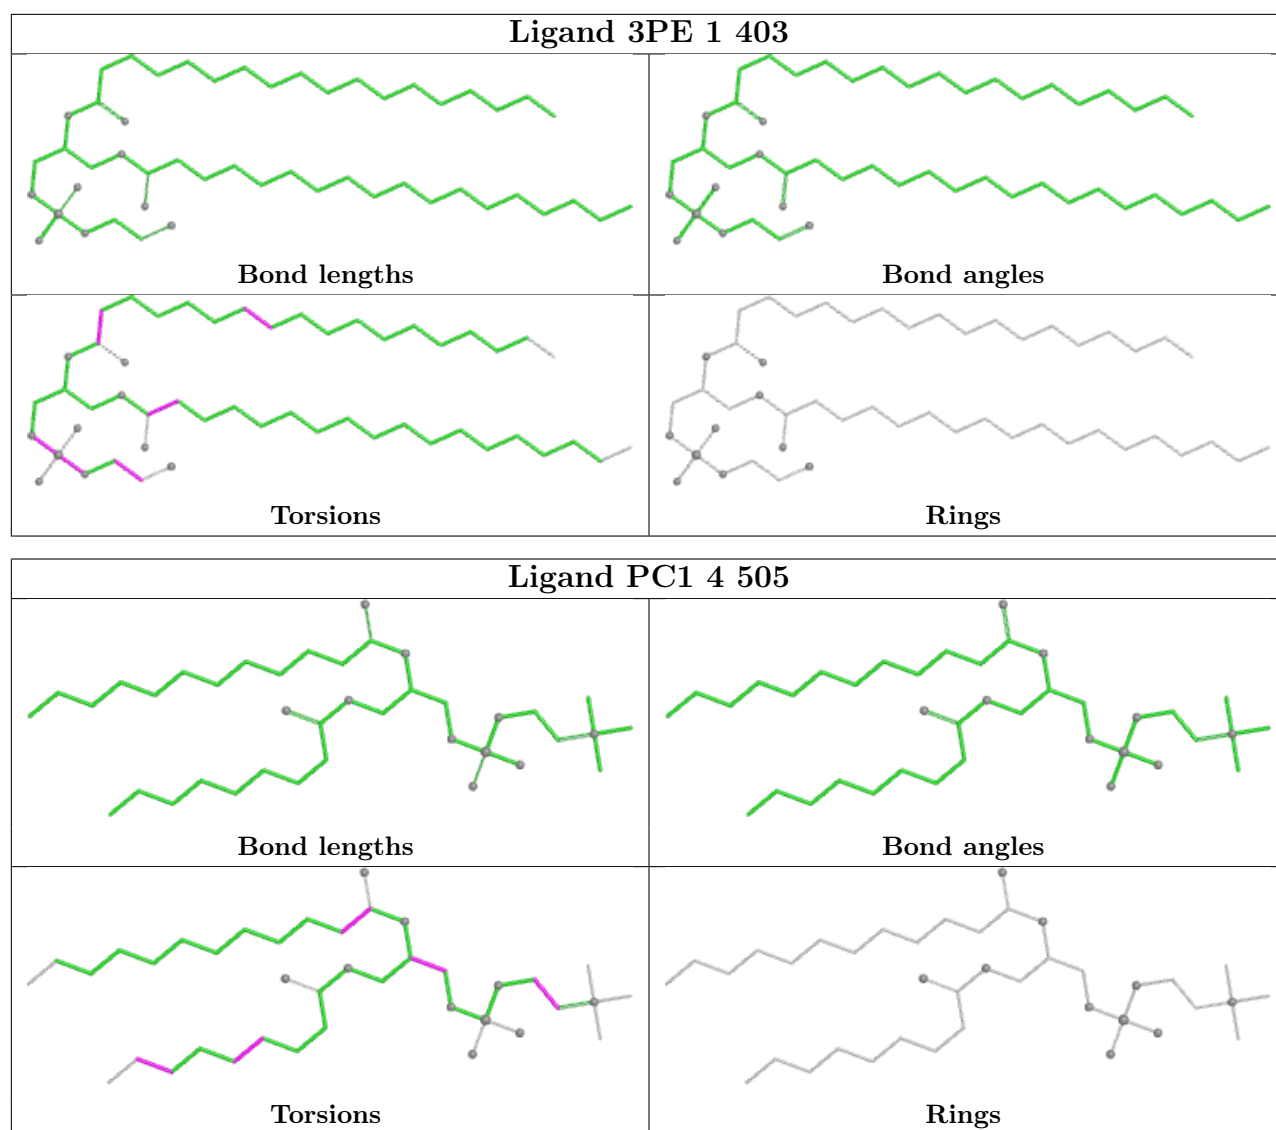 Ligand 3PE 1 403
Bond lengths
Bond angles
Torsions
Rings
Ligand PC1 4 505
Bond lengths
Bond angles
Torsions
Rings